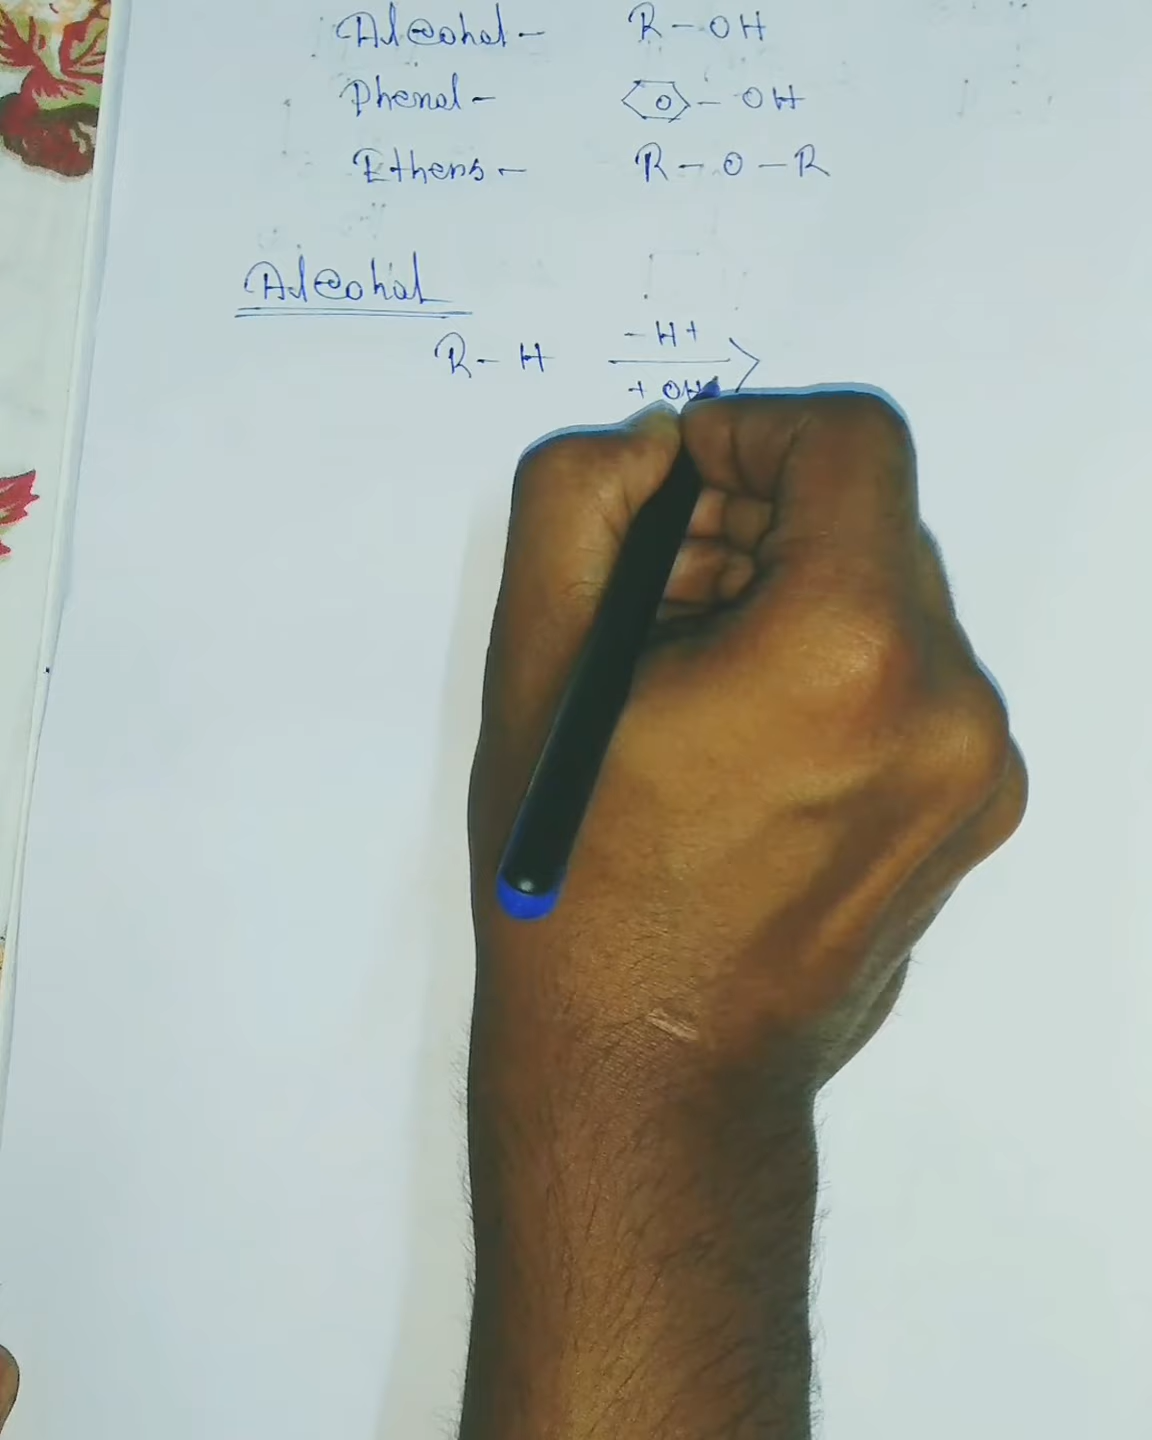 Alcohol - R - OH
Phenol - - OH
Ethers - R - O - R
Alcohol
R - H
- H +
+ OH